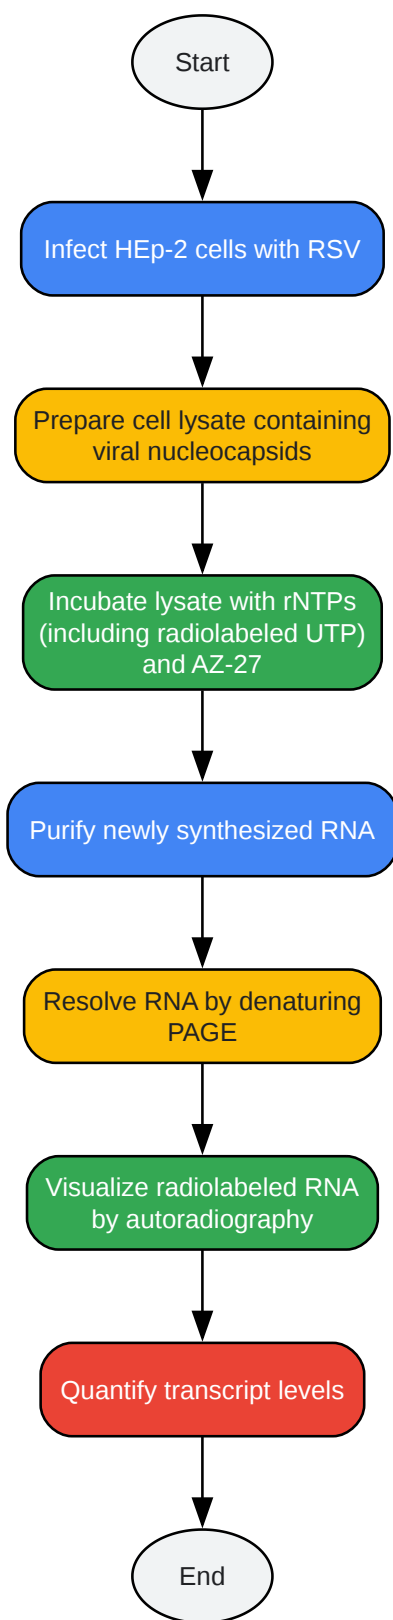 Start
Infect HEp-2 cells with RSV
Prepare cell lysate containing
viral nucleocapsids
Incubate lysate with rNTPs
(including radiolabeled UTP)
and AZ-27
Purify newly synthesized RNA
Resolve RNA by denaturing
PAGE
Visualize radiolabeled RNA
by autoradiography
Quantify transcript levels
End